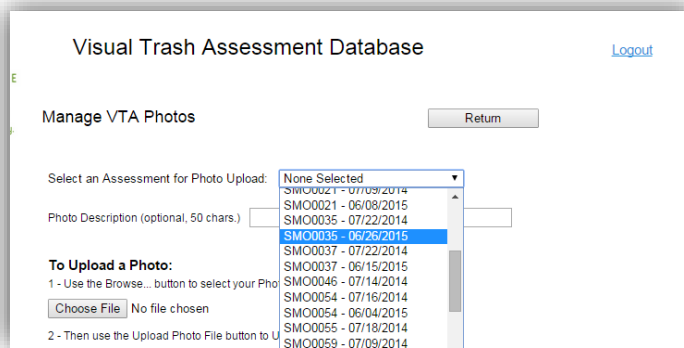 Visual Trash Assessment Database
Logout
E
Manage VTA Photos
Return
Select an Assessment for Photo Upload:
None Selected
SMO0021 - 07/09/2014
SMO0021 - 06/08/2015
Photo Description (optional, 50 chars.)
SMO0035 - 07/22/2014
SMO0035 - 06/26/2015
SMO0037 - 07/22/2014
To Upload a Photo:
SMO0037 - 06/15/2015
1 - Use the Browse... button to select your Pho
SMO0046 - 07/14/2014
SMO0054 - 07/16/2014
Choose File No file chosen
SMO0054 - 06/04/2015
SMO0055 - 07/18/2014
2 - Then use the Upload Photo File button to U
SMO0059 - 07/09/2014